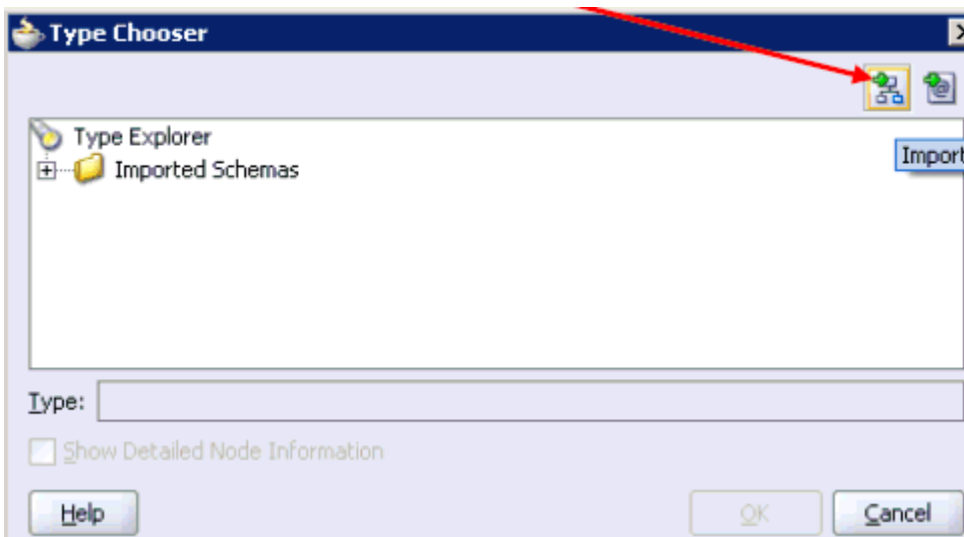 Type Chooser
Type Explorer
Imported Schemas
Import
Type:
Show Detailed Node Information
Help
OK
Cancel